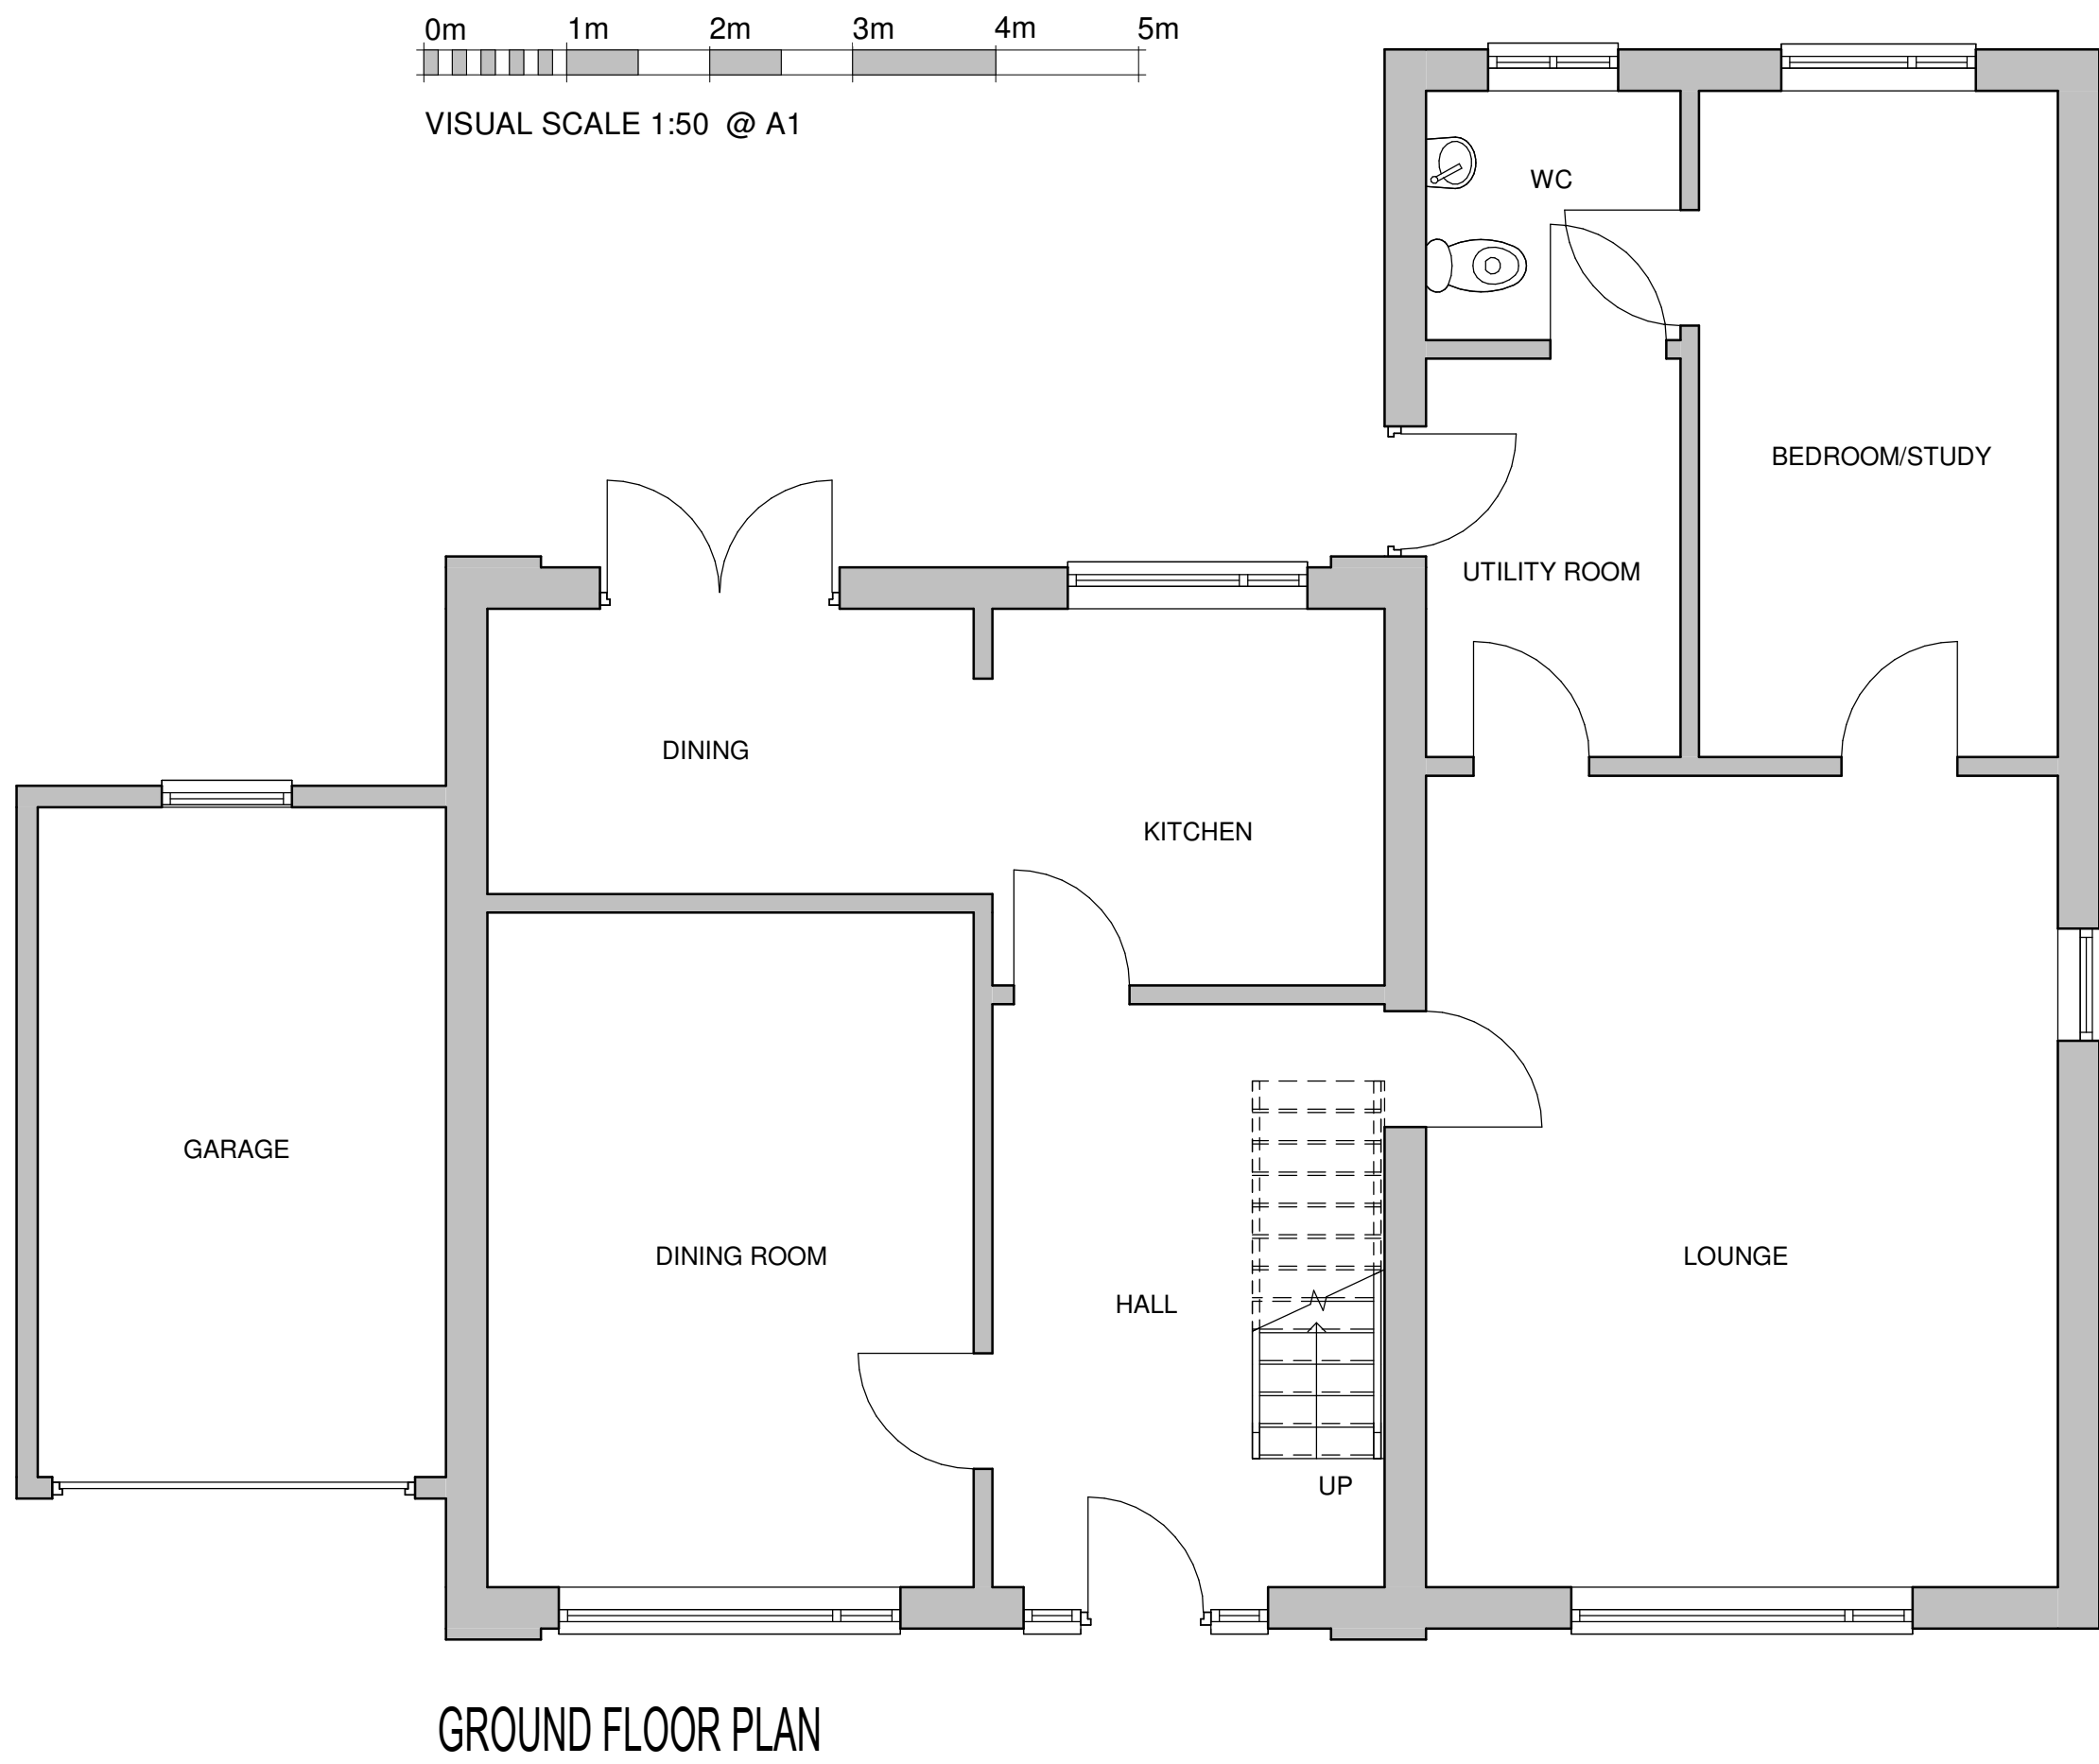 0m 1m 2m 3m 4m 5m
VISUAL SCALE 1:50 @ A1
WC
BEDROOM/STUDY
UTILITY ROOM
DINING
KITCHEN
GARAGE
DINING ROOM
LOUNGE
HALL
UP
GROUND FLOOR PLAN